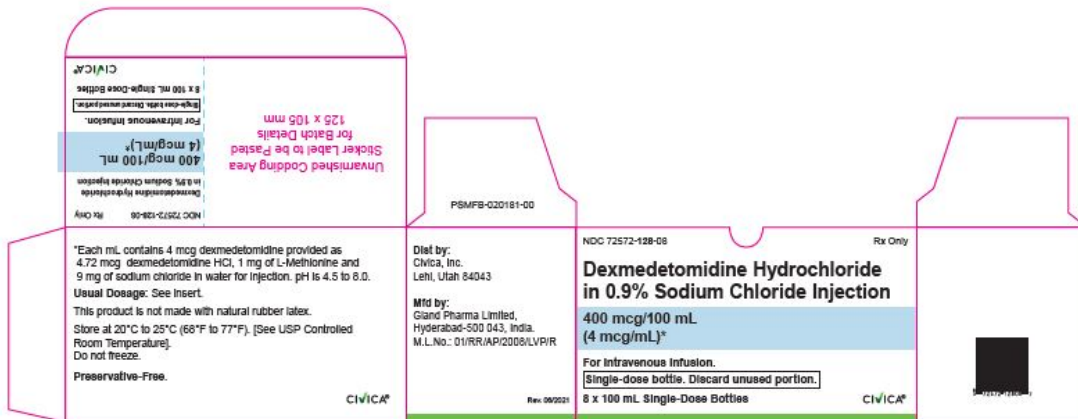 NDC 72572-128-08 Rx Only
Dexmedetomidine Hydrochloride
in 0.9% Sodium Chloride Injection
400 mcg/100 mL
(4 mcg/mL)*
For Intravenous Infusion.
Single-dose bottle. Discard unused portion.
8 x 100 mL Single-Dose Bottles
CIVICA®
Unvarnished Codding Area
Sticker Label to be Pasted
for Batch Details
125 x 105 mm
PSMFB-020181-00
*Each mL contains 4 mcg dexmedetomidine provided as
4.72 mcg dexmedetomidine HCl, 1 mg of L-Methionine and
9 mg of sodium chloride in water for injection. pH is 4.5 to 8.0.
Usual Dosage: See Insert.
This product is not made with natural rubber latex.
Store at 20°C to 25°C (68°F to 77°F). [See USP Controlled
Room Temperature].
Do not freeze.
Preservative-Free.
CIVICA®
Dist by:
Civica, Inc.
Lehi, Utah 84043
Mfd by:
Gland Pharma Limited,
Hyderabad-500 043, India.
M.L.No.: 01/RR/AP/2008/LVP/R
Rev. 06/2021
NDC 72572-128-08 Rx Only
Dexmedetomidine Hydrochloride
in 0.9% Sodium Chloride Injection
400 mcg/100 mL
(4 mcg/mL)*
For Intravenous Infusion.
Single-dose bottle. Discard unused portion.
8 x 100 mL Single-Dose Bottles
CIVICA®